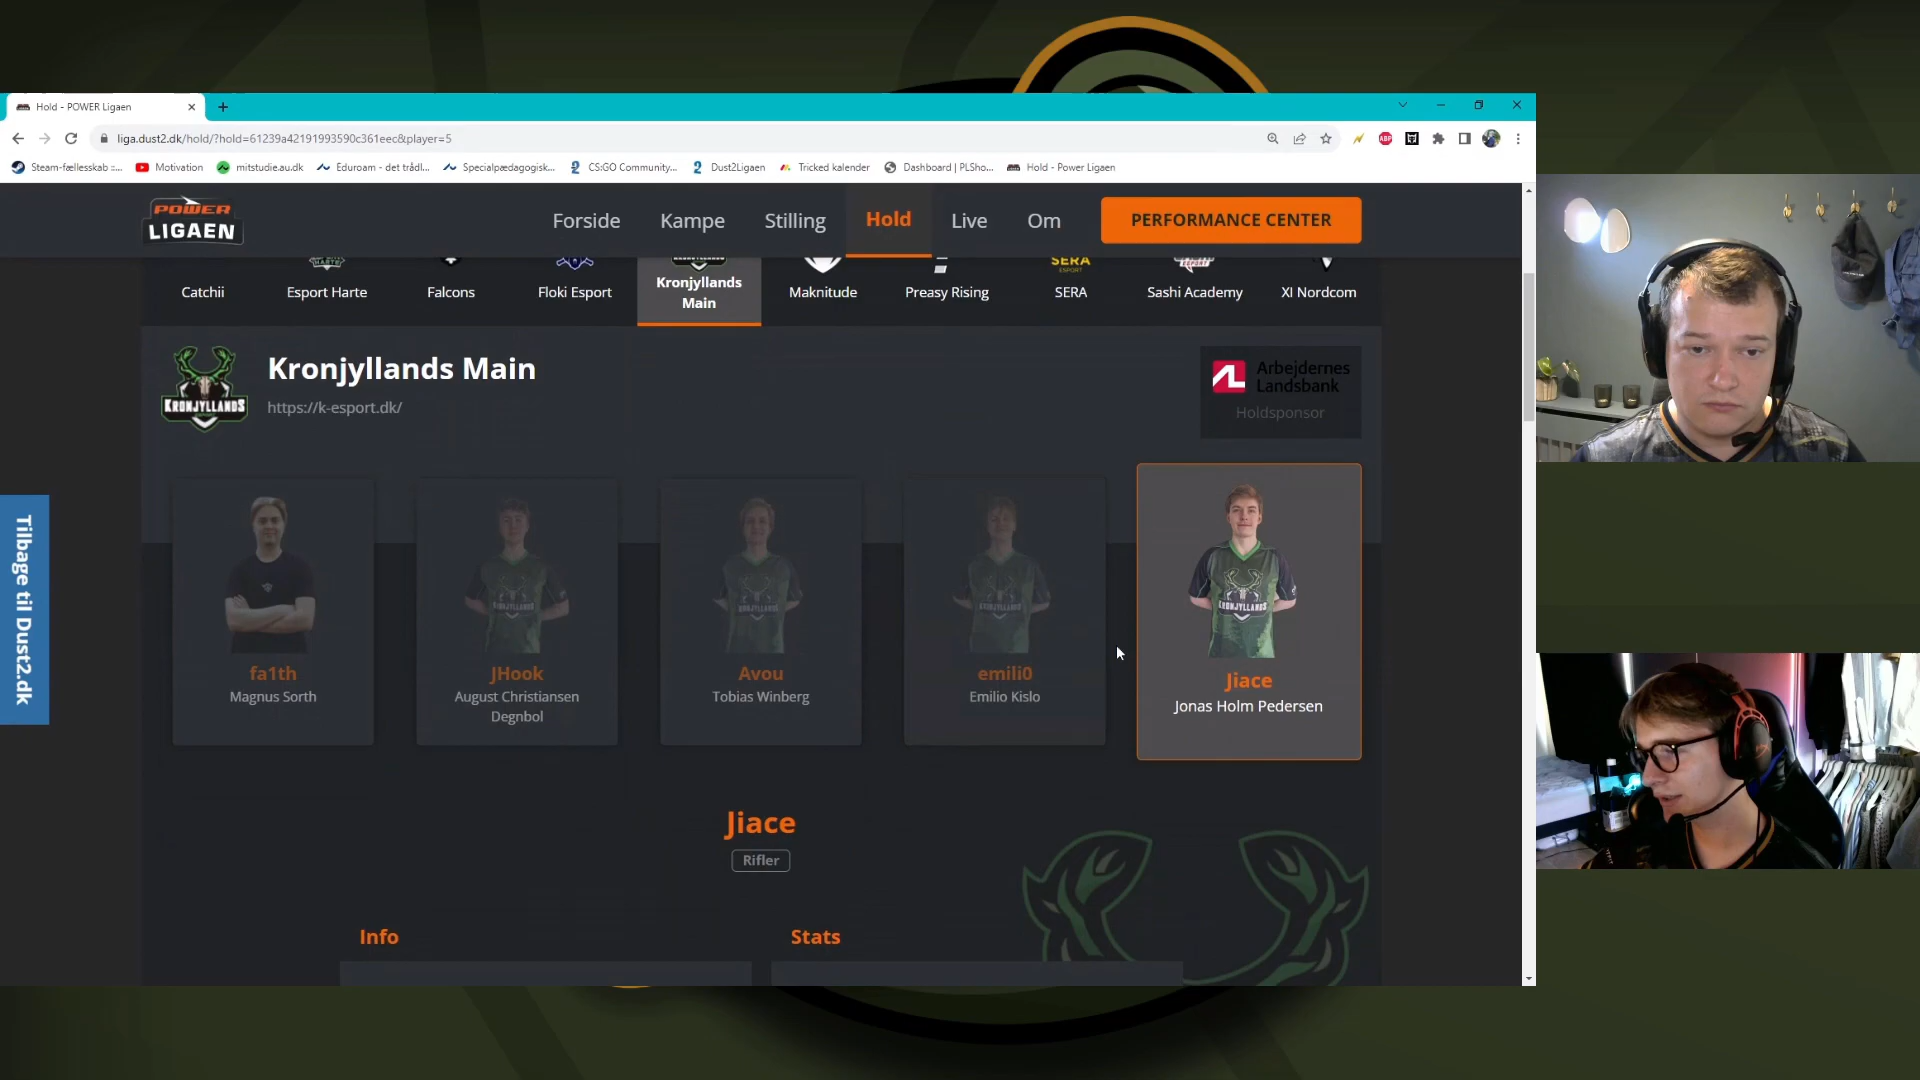 Hold - POWER Ligaen
liga.dust2.dk/hold/?hold=61239a42191993590c361eec&player=5
Steam-fællesskab ::...
Motivation
mitstudie.au.dk
Eduroam - det trådl...
Specialpædagogisk...
CS:GO Community...
Dust2Ligaen
Tricked kalender
Dashboard | PLSho...
Hold - Power Ligaen
POWER
LIGAEN
Forside
Kampe
Stilling
Hold
Live
Om
PERFORMANCE CENTER
SERA
ESPORT
Catchii
Esport Harte
Falcons
Floki Esport
Kronjyllands
Main
Maknitude
Preasy Rising
SERA
Sashi Academy
XI Nordcom
KRONJYLLANDS
Kronjyllands Main
https://k-esport.dk/
Arbejdernes
Landsbank
Holdsponsor
fa1th
Magnus Sorth
JHook
August Christiansen
Degnbol
Avou
Tobias Winberg
emili0
Emilio Kislo
KRONJYLLANDS
Jiace
Jonas Holm Pedersen
Tilbage til Dust2.dk
Jiace
Rifler
Info
Stats